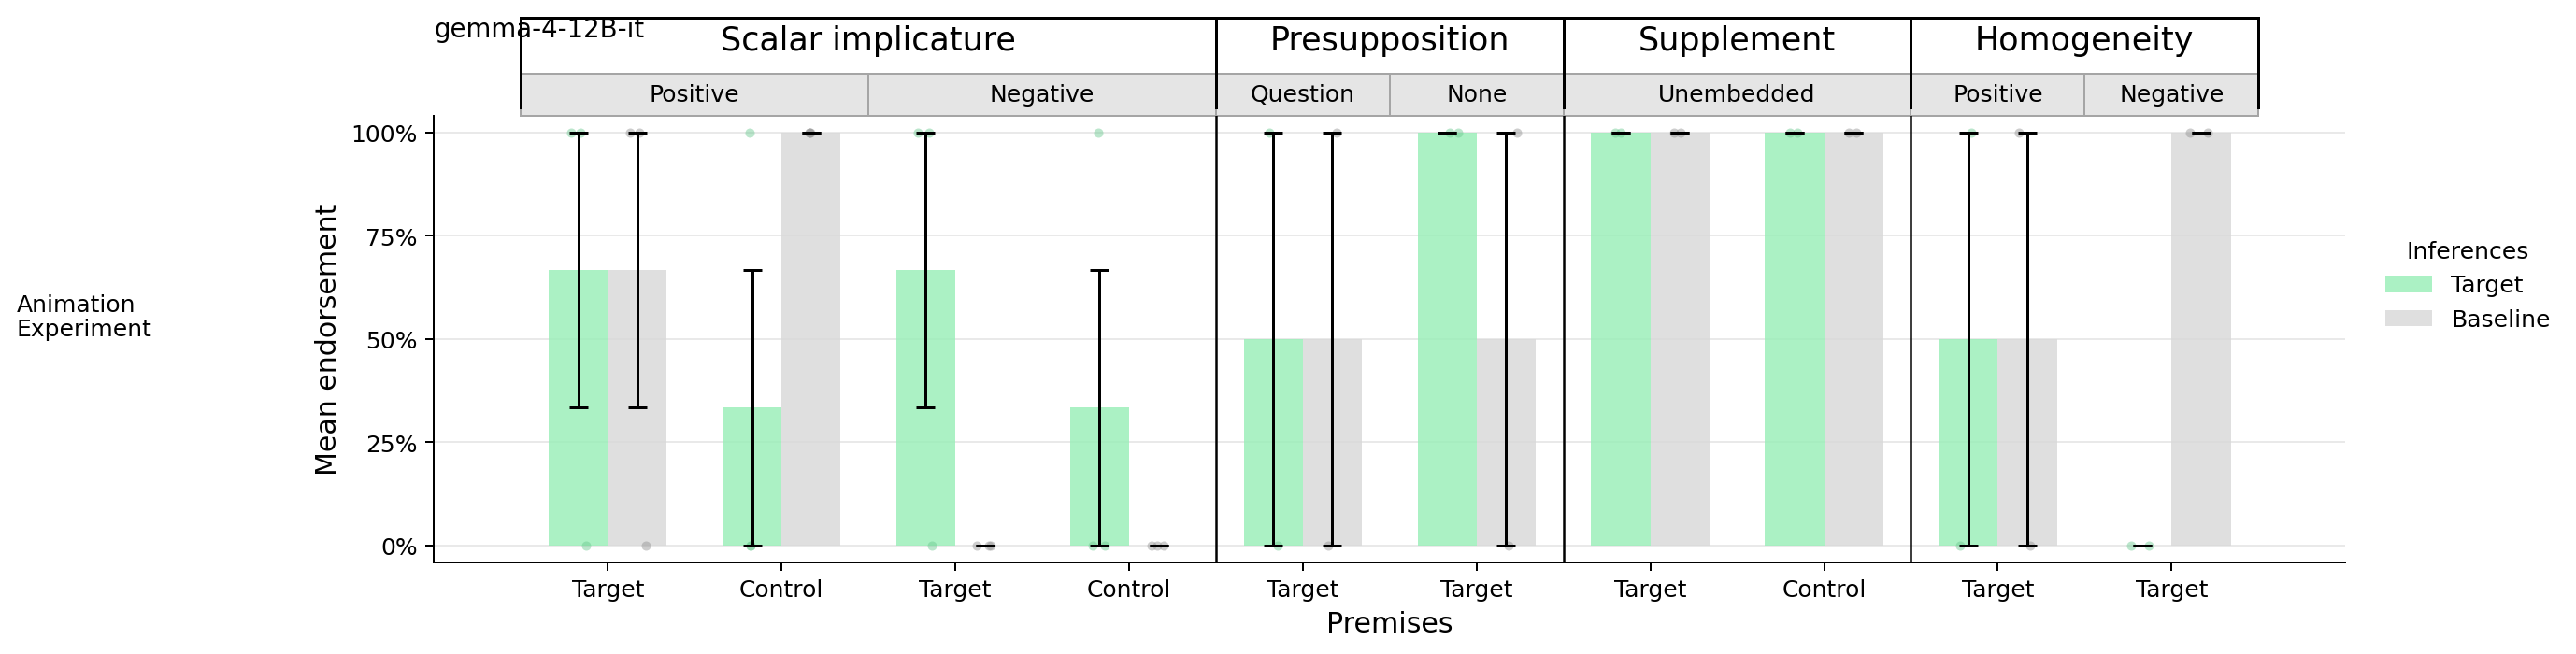 gemma-4-12B-it
Scalar implicature Presupposition Supplement Homogeneity
Positive Negative Question None Unembedded Positive Negative
100%
75%
50%
25%
0%
Mean endorsement
Animation
Experiment
Inferences
Target
Baseline
Target Control Target Control Target Target Target Control Target Target
Premises